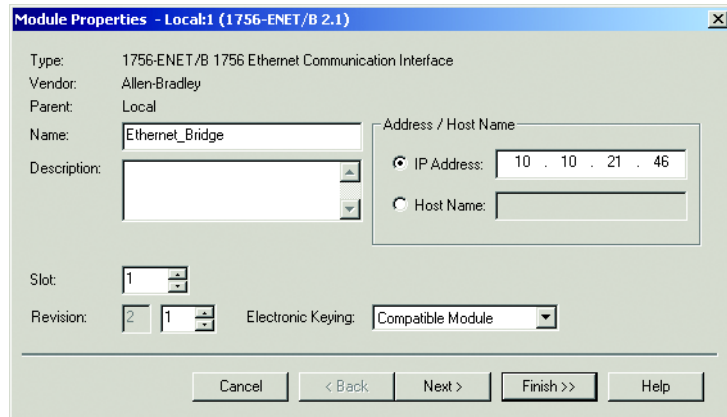 Module Properties - Local:1 (1756-ENET/B 2.1)
Type: 1756-ENET/B 1756 Ethernet Communication Interface
Vendor: Allen-Bradley
Parent: Local
Name: Ethernet_Bridge
Address / Host Name
Description:
IP Address: 10 . 10 . 21 . 46
Host Name:
Slot: 1
Revision: 2 1 Electronic Keying: Compatible Module
Cancel < Back Next > Finish >> Help